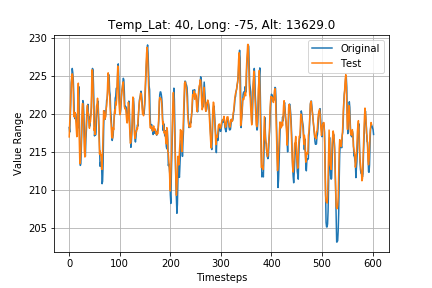 Temp_Lat: 40, Long: -75, Alt: 13629.0
Original
Test
Value Range
230
225
220
215
210
205
0 100 200 300 400 500 600
Timesteps